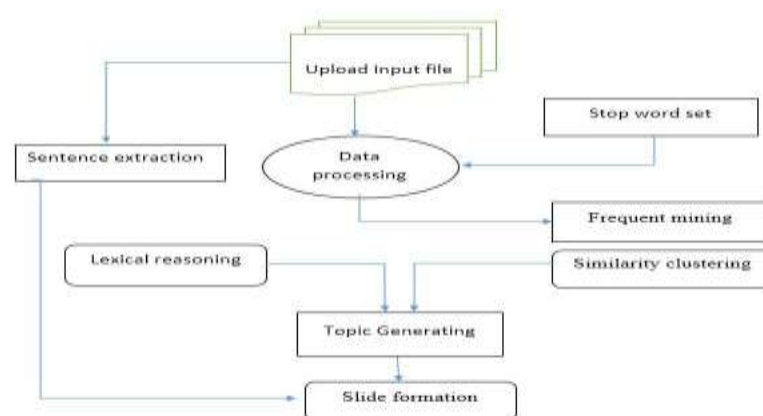 Upload input file
Stop word set
Sentence extraction
Data
processing
Frequent mining
Lexical reasoning
Similarity clustering
Topic Generating
Slide formation